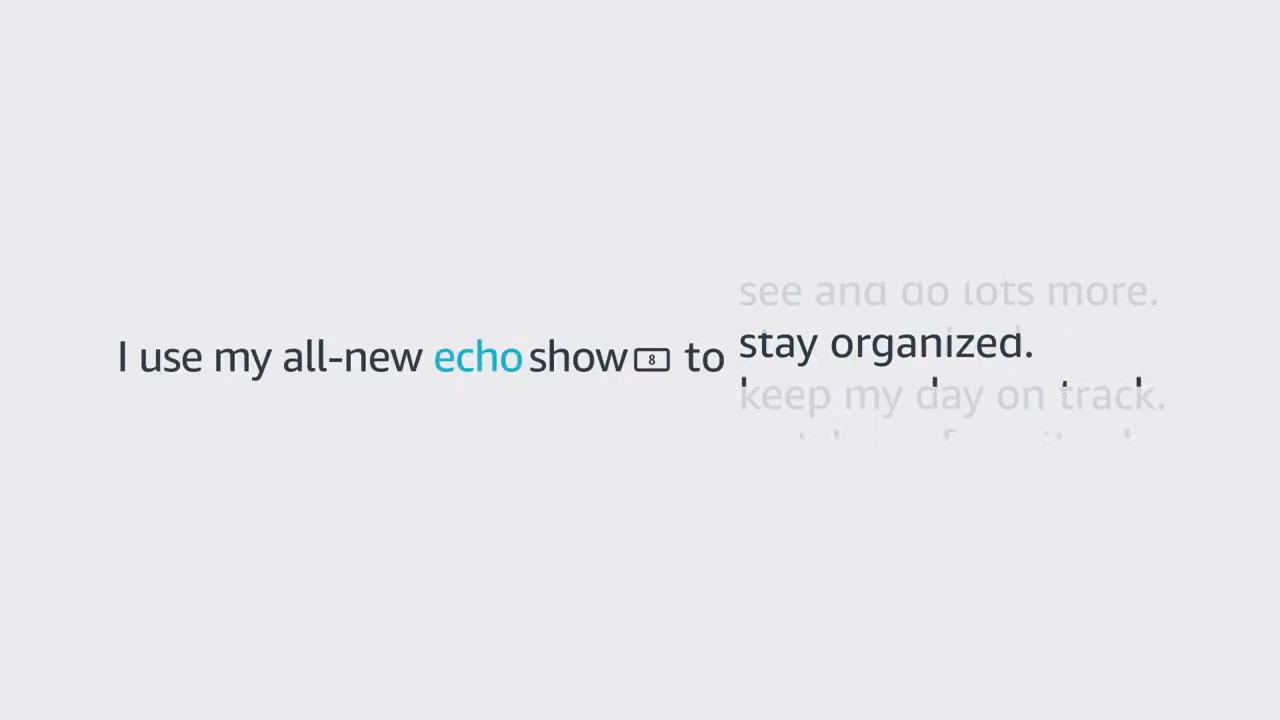 see and do lots more.
I use my all-new echo show 8 to stay organized.
keep my day on track.